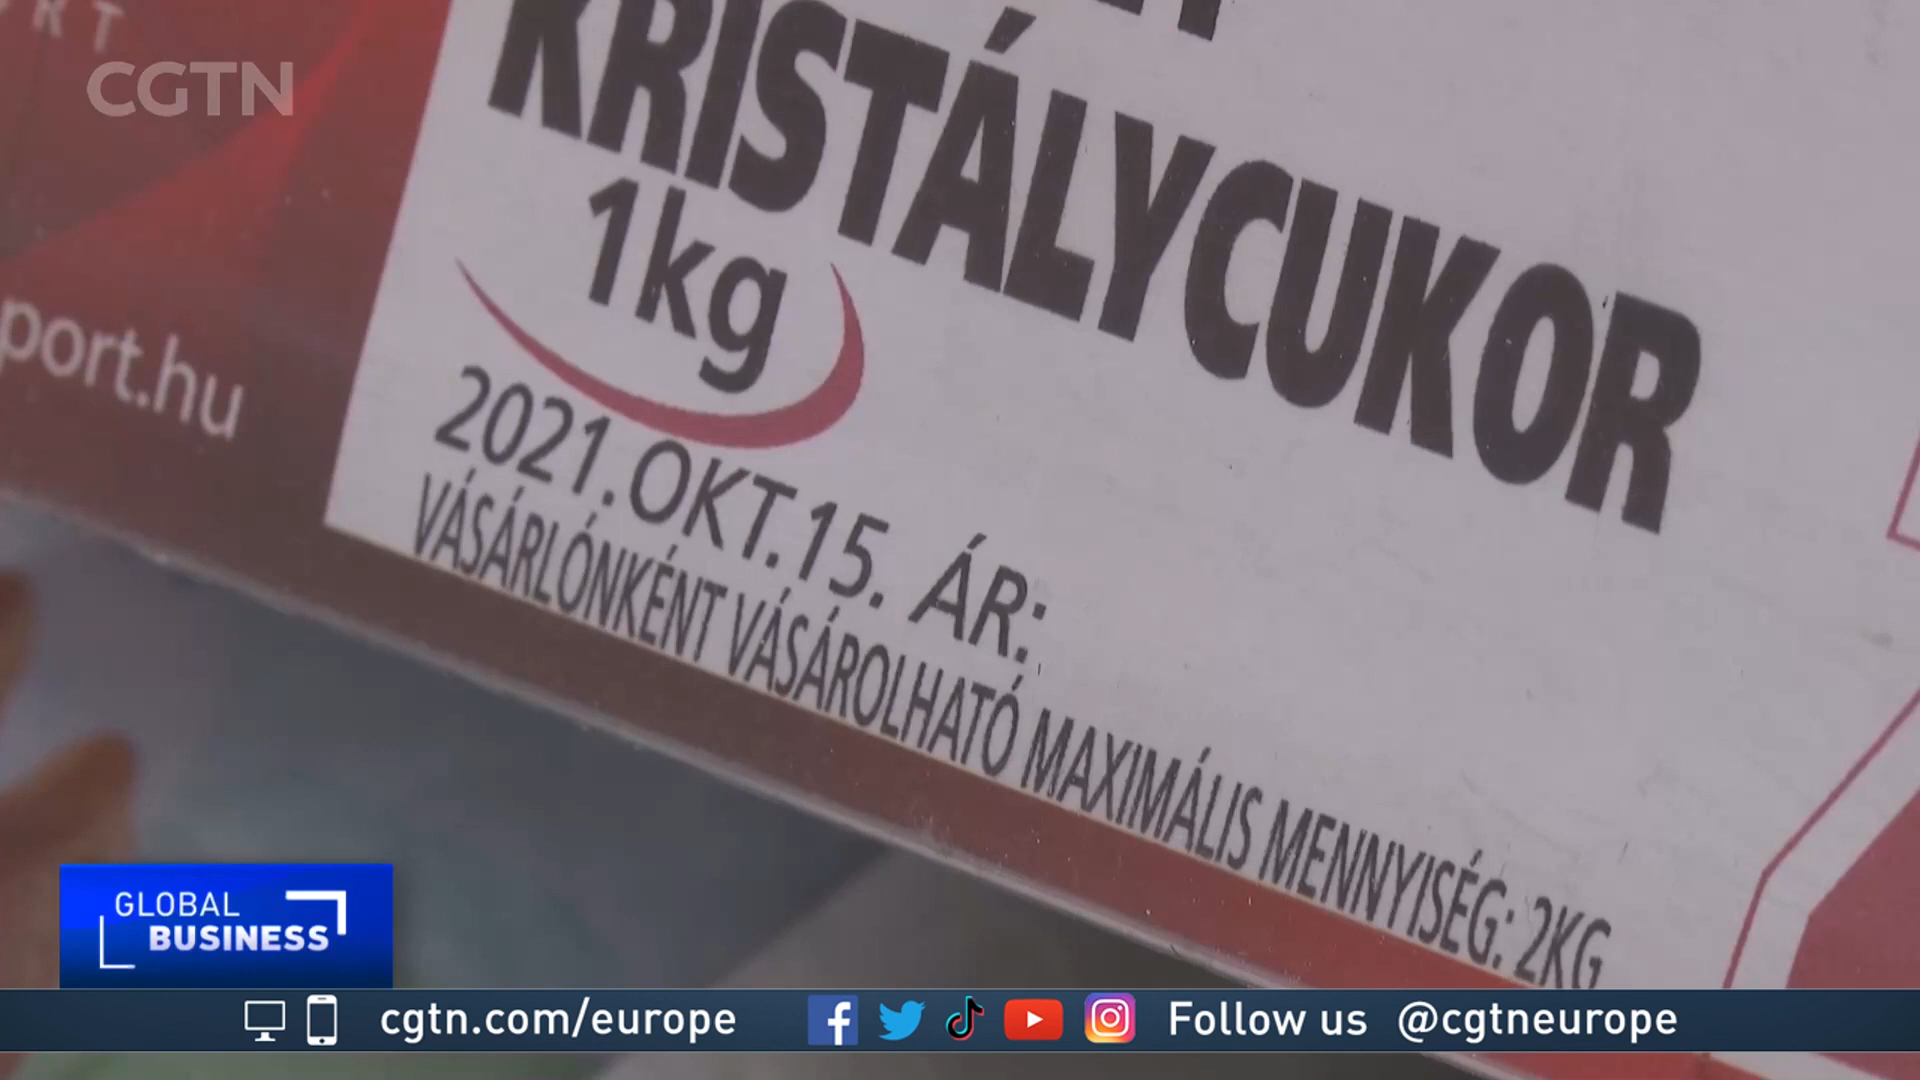 CGTN
KRISTÁLYCUKOR
1kg
2021.OKT.15. ÁR:
VÁSÁRLÓNKÉNT VÁSÁROLHATÓ MAXIMÁLIS MENNYISÉG: 2KG
port.hu
GLOBAL
BUSINESS
cgtn.com/europe
Follow us @cgtneurope